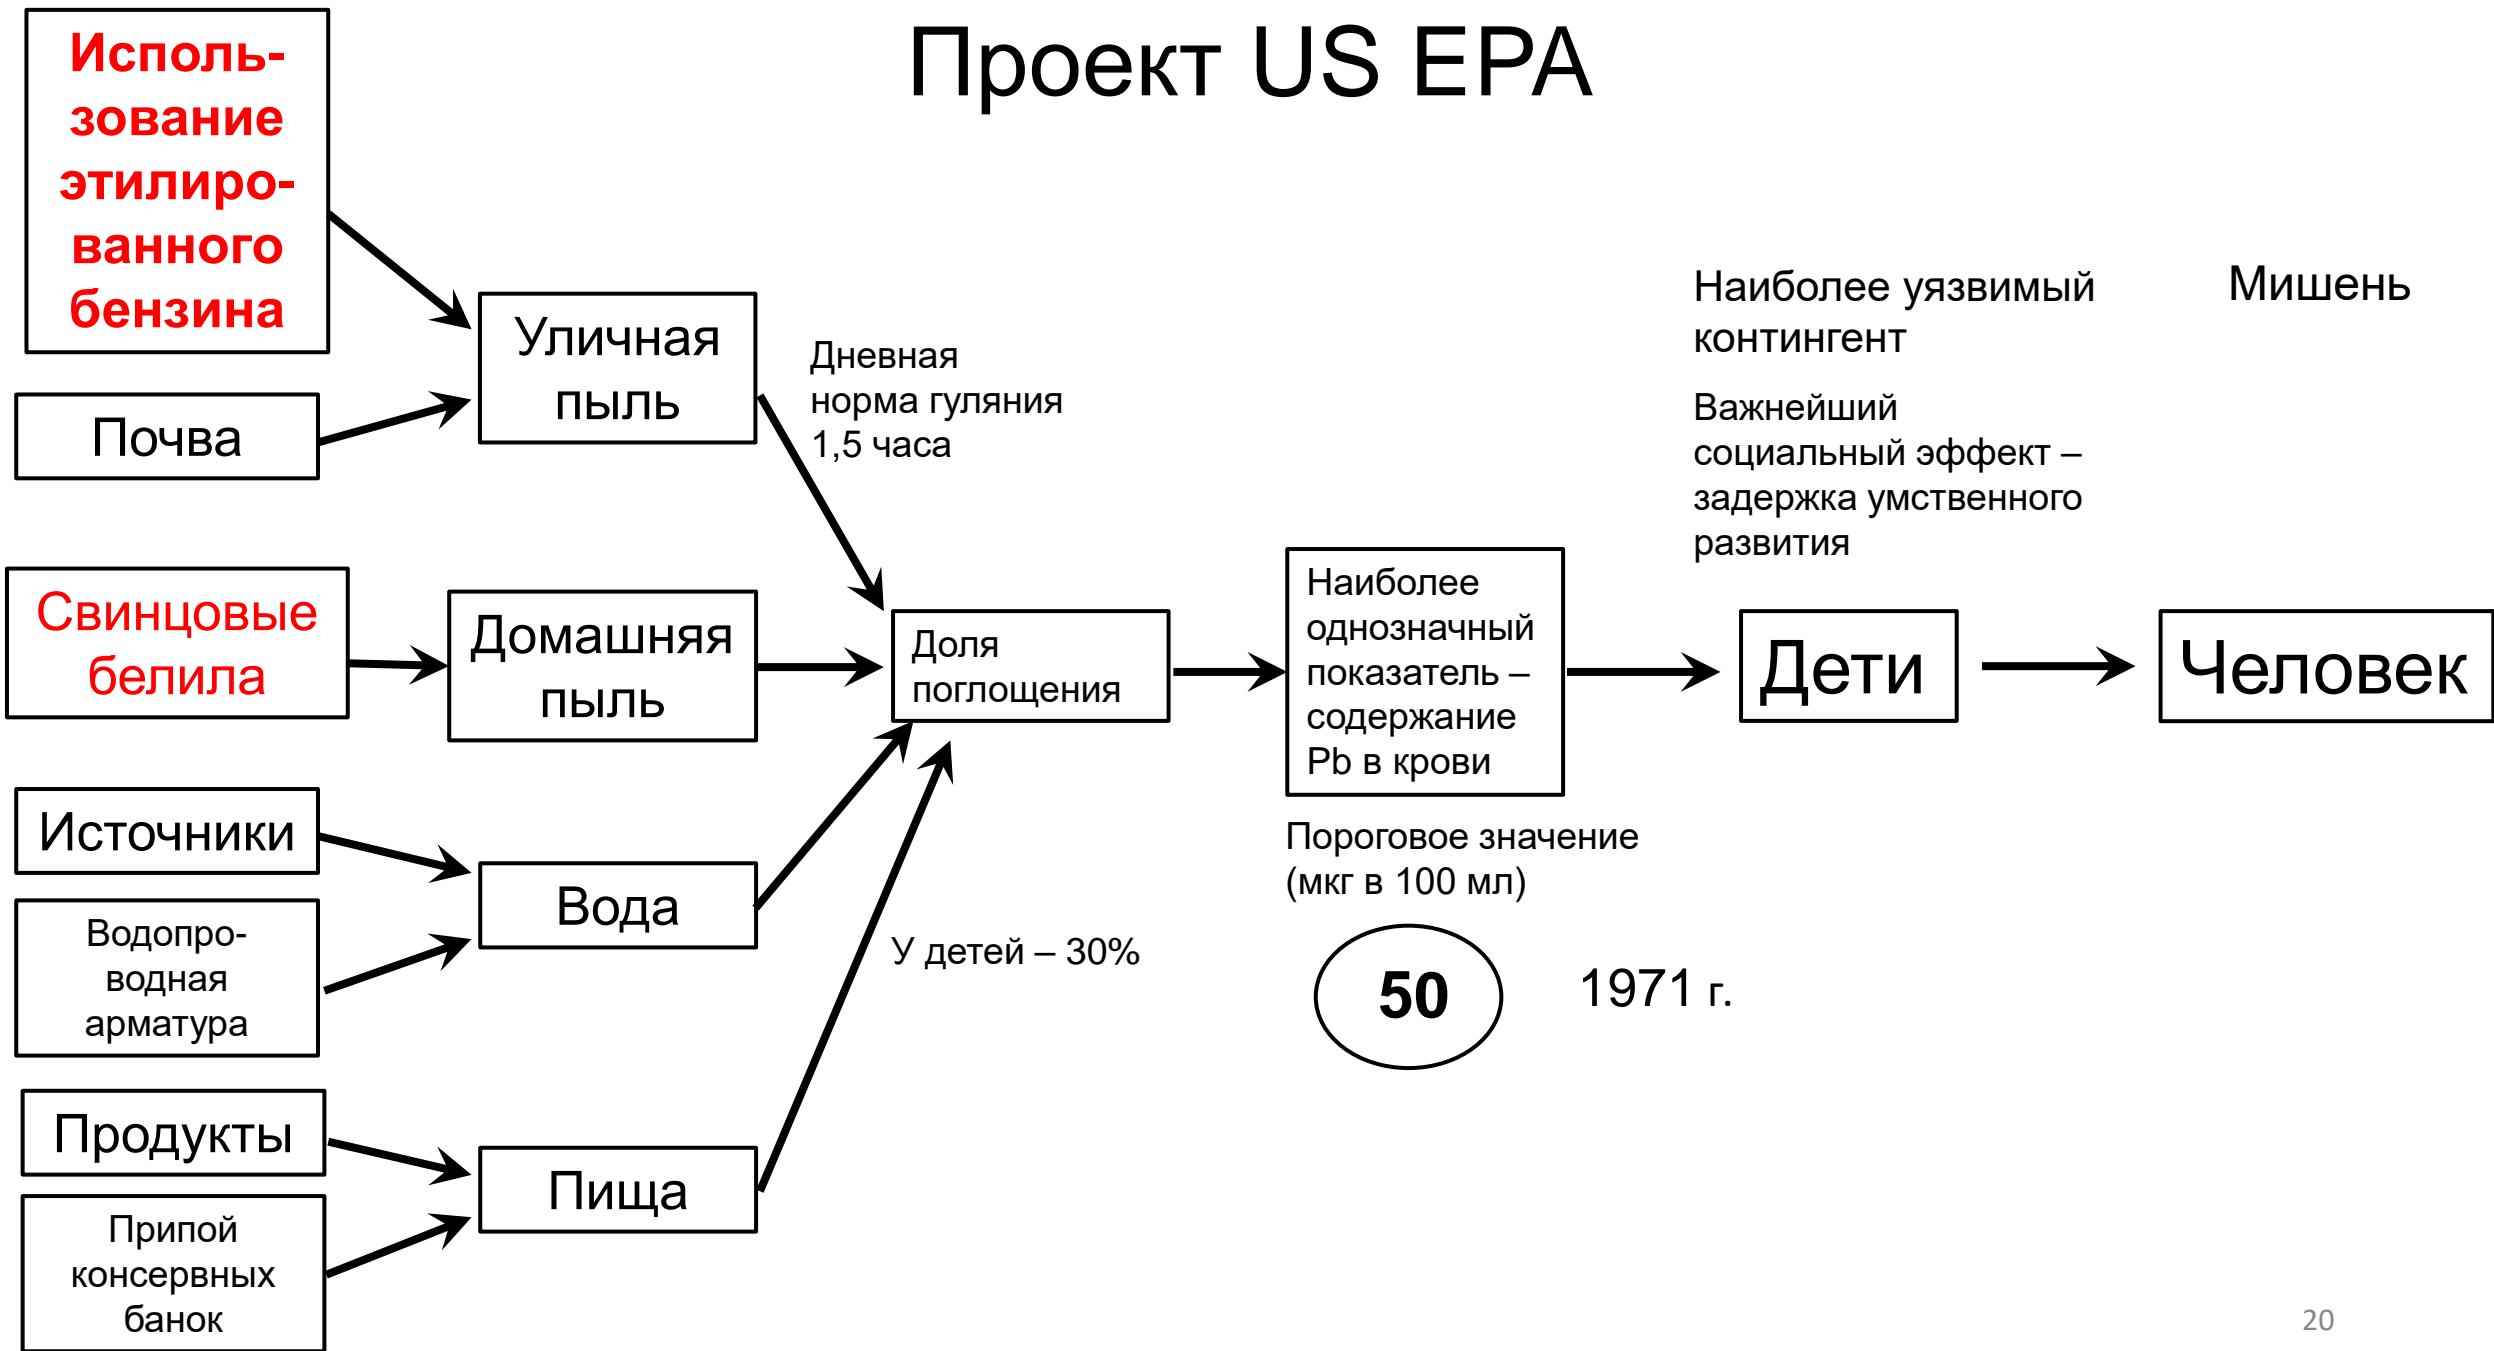 Проект US EPA
Исполь-
зование
этилиро-
ванного
бензина
Почва
Свинцовые
белила
Источники
Водопро-
водная
арматура
Продукты
Припой
консервных
банок
Уличная
пыль
Домашняя
пыль
Вода
Пища
Дневная
норма гуляния
1,5 часа
Доля
поглощения
У детей – 30%
Наиболее
однозначный
показатель –
содержание
Pb в крови
Пороговое значение
(мкг в 100 мл)
50
1971 г.
Наиболее уязвимый
контингент
Важнейший
социальный эффект –
задержка умственного
развития
Дети
Мишень
Человек
20